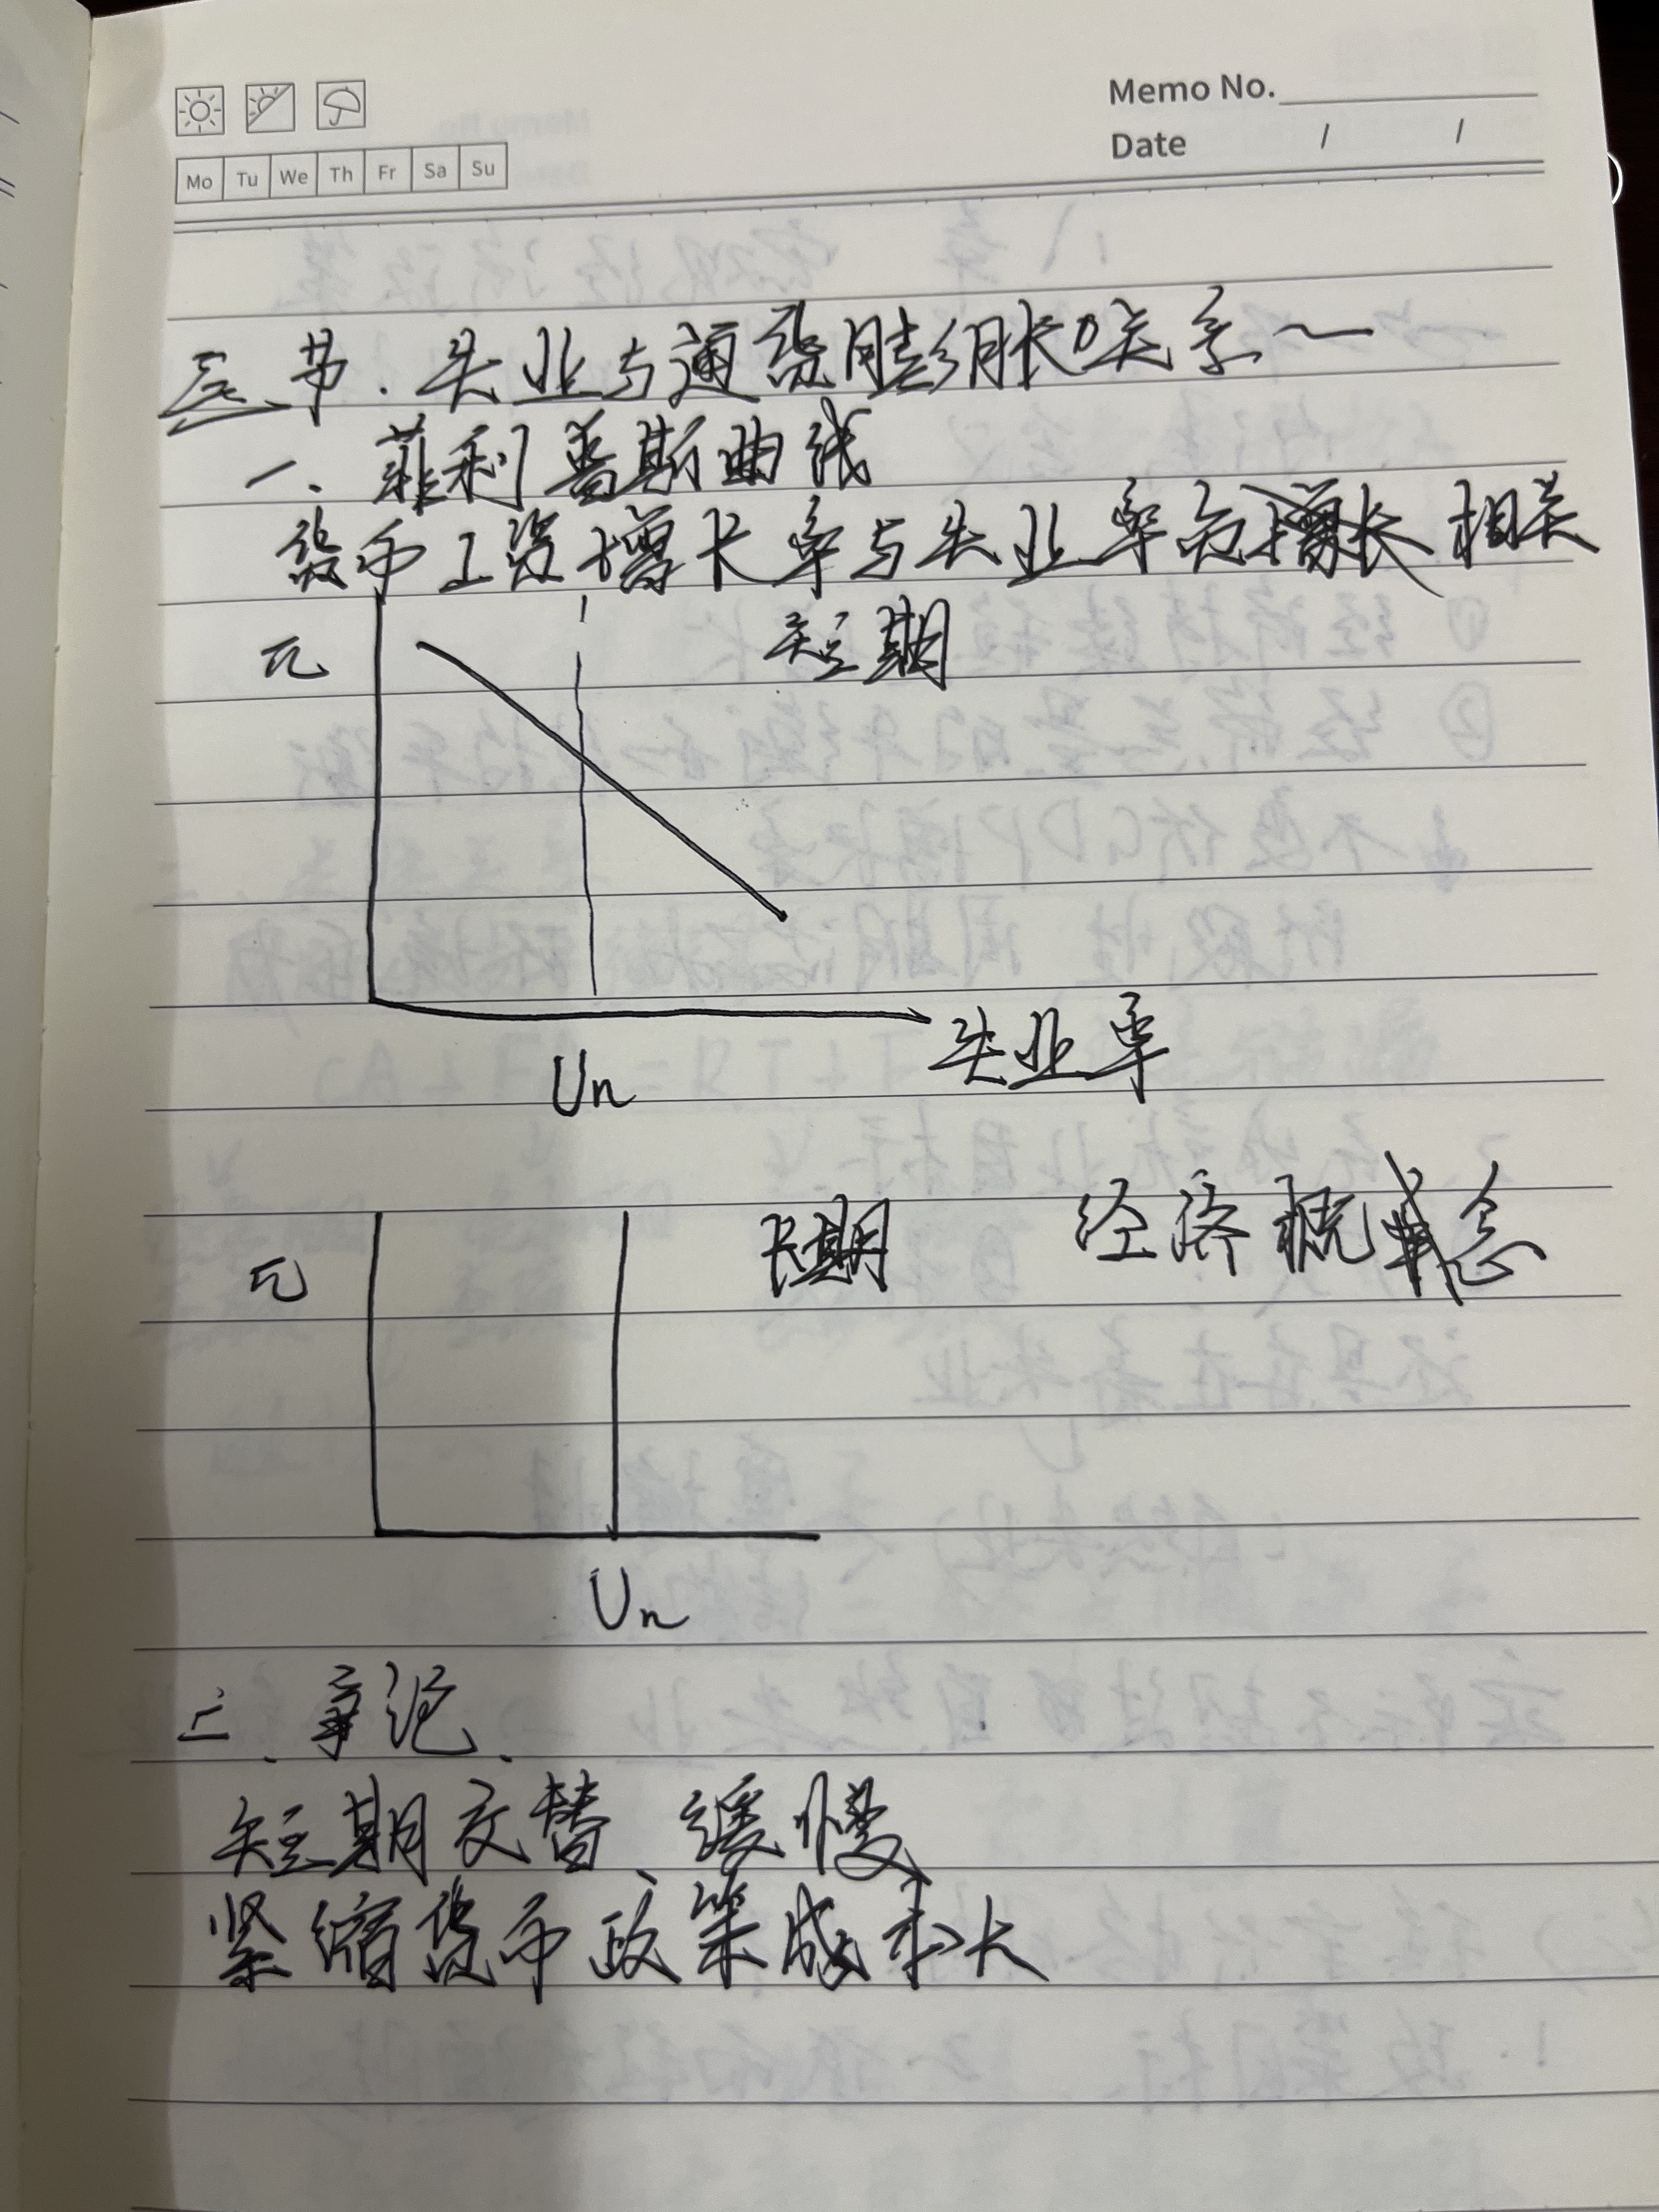 Memo No.
Mo Tu We Th Fr Sa Su
Date / /
三节.失业与通货膨胀的关系~
一、菲利普斯曲线
货币工资增长率与失业率负相关
π 短期
失业率
Un
π 长期 经济概念
Un
二、争论、
短期交替、缓慢
紧缩货币政策成本大